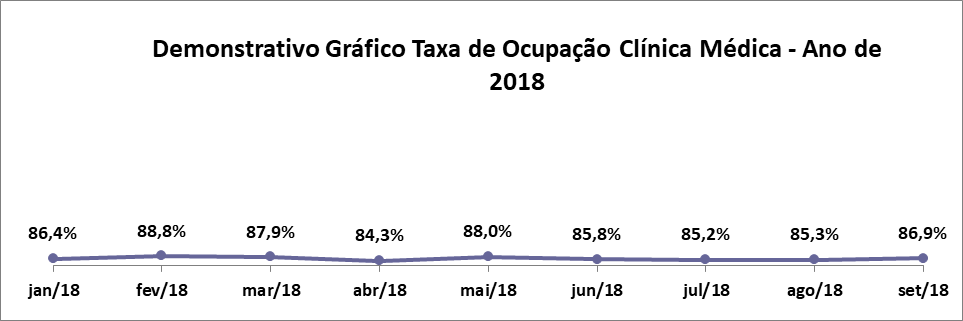 Demonstrativo Gráfico Taxa de Ocupação Clínica Médica - Ano de
2018
86,4% 88,8% 87,9% 84,3% 88,0% 85,8% 85,2% 85,3% 86,9%
jan/18 fev/18 mar/18 abr/18 mai/18 jun/18 jul/18 ago/18 set/18